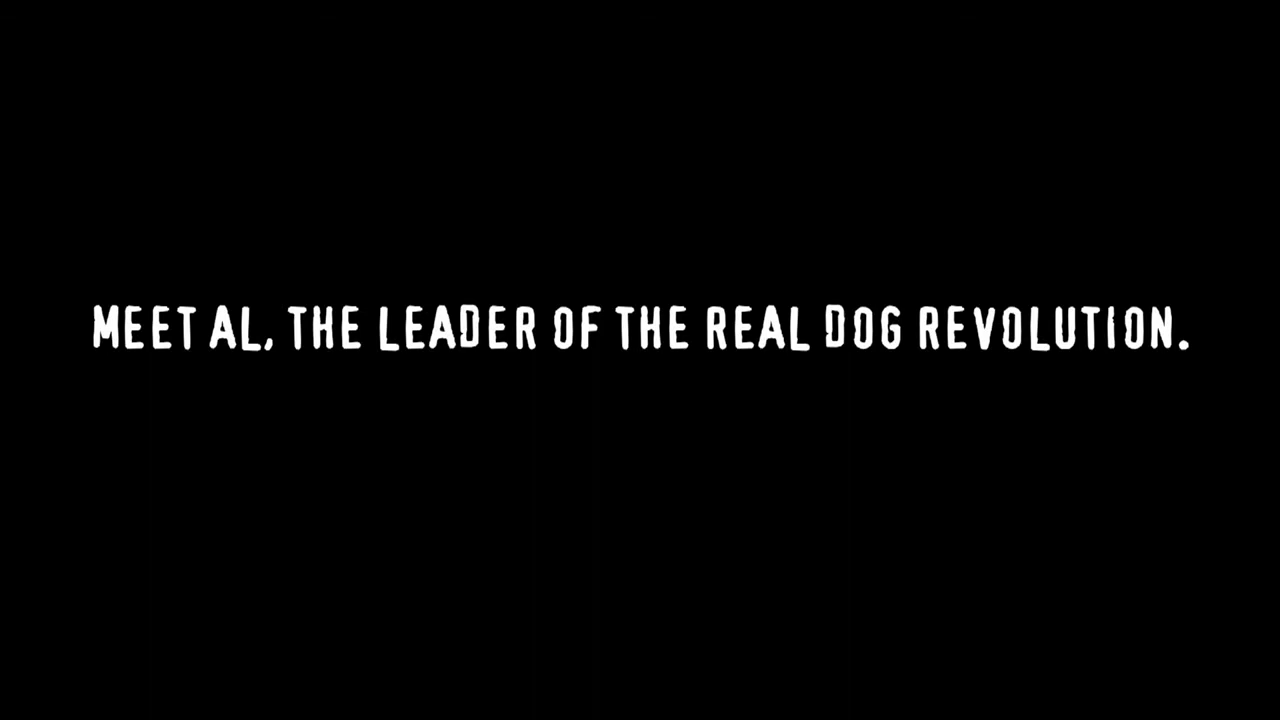 MEET AL, THE LEADER OF THE REAL DOG REVOLUTION.